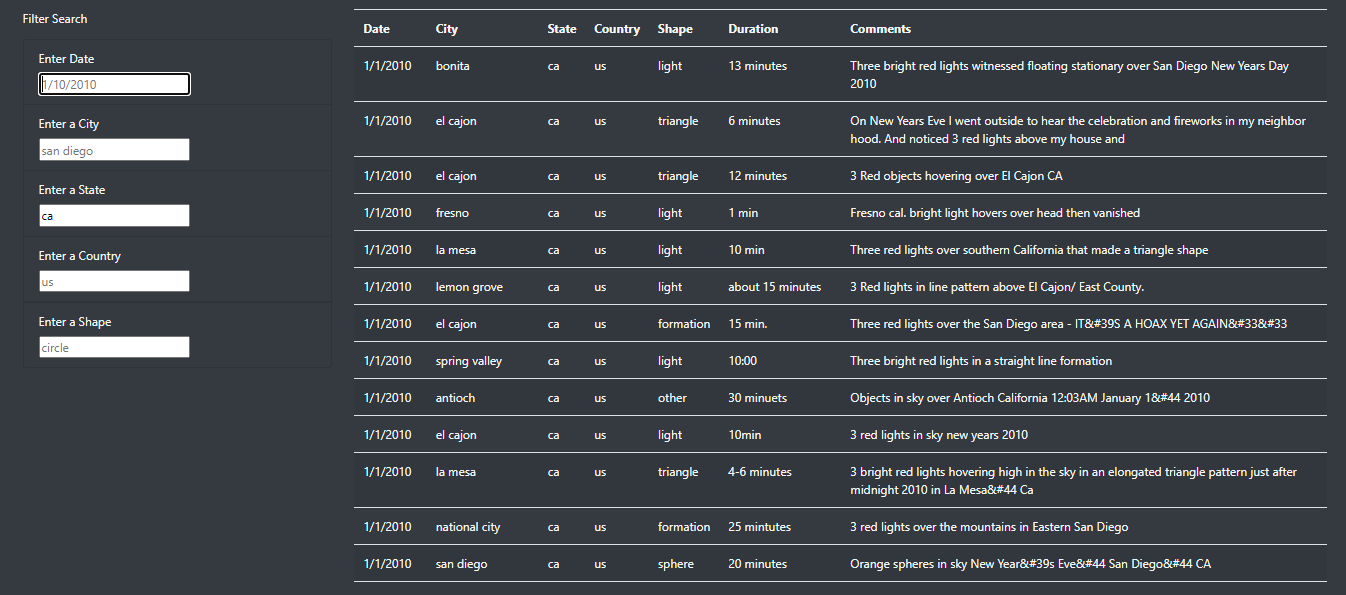 Filter Search
Enter Date
1/10/2010
Enter a City
san diego
Enter a State
ca
Enter a Country
us
Enter a Shape
circle
Date City State Country Shape Duration Comments
1/1/2010 bonita ca us light 13 minutes Three bright red lights witnessed floating stationary over San Diego New Years Day
2010
1/1/2010 el cajon ca us triangle 6 minutes On New Years Eve I went outside to hear the celebration and fireworks in my neighbor
hood. And noticed 3 red lights above my house and
1/1/2010 el cajon ca us triangle 12 minutes 3 Red objects hovering over El Cajon CA
1/1/2010 fresno ca us light 1 min Fresno cal. bright light hovers over head then vanished
1/1/2010 la mesa ca us light 10 min Three red lights over southern California that made a triangle shape
1/1/2010 lemon grove ca us light about 15 minutes 3 Red lights in line pattern above El Cajon/ East County.
1/1/2010 el cajon ca us formation 15 min. Three red lights over the San Diego area - IT&#39S A HOAX YET AGAIN&#33&#33
1/1/2010 spring valley ca us light 10:00 Three bright red lights in a straight line formation
1/1/2010 antioch ca us other 30 minuets Objects in sky over Antioch California 12:03AM January 1&#44 2010
1/1/2010 el cajon ca us light 10min 3 red lights in sky new years 2010
1/1/2010 la mesa ca us triangle 4-6 minutes 3 bright red lights hovering high in the sky in an elongated triangle pattern just after
midnight 2010 in La Mesa&#44 Ca
1/1/2010 national city ca us formation 25 mintutes 3 red lights over the mountains in Eastern San Diego
1/1/2010 san diego ca us sphere 20 minutes Orange spheres in sky New Year&#39s Eve&#44 San Diego&#44 CA